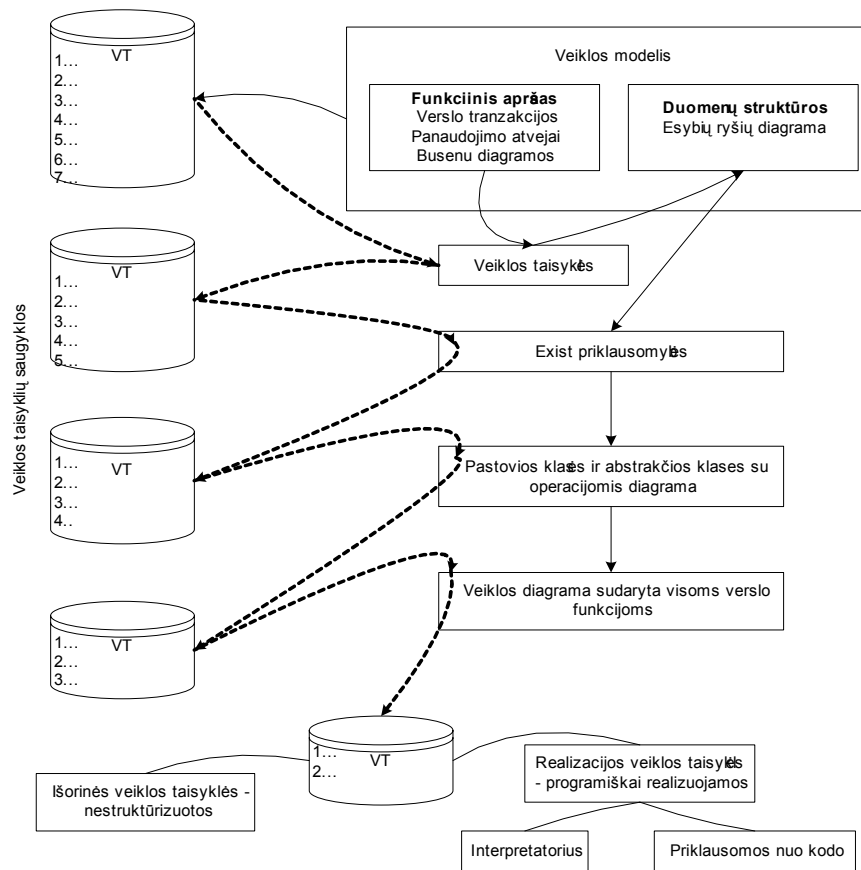 VT
1...
2...
3...
4...
5...
6...
7...
Veiklos modelis
Funkciinis apršas
Verslo tranzakcijos
Panaudojimo atvejai
Busenu diagramos
Duomenų struktūros
Esybių ryšių diagrama
Veiklos taisyklių saugyklos
VT
1...
2...
3...
4...
5...
Veiklos taisyklės
Exist priklausomybės
VT
1...
2...
3...
4..
Pastovios klasės ir abstrakčios klases su
operacijomis diagrama
VT
1...
2...
3...
Veiklos diagrama sudaryta visoms verslo
funkcijoms
VT
1...
2...
Išorinės veiklos taisyklės -
nestruktūrizuotos
Realizacijos veiklos taisyklės
- programiškai realizuojamos
Interpretatorius
Priklausomos nuo kodo